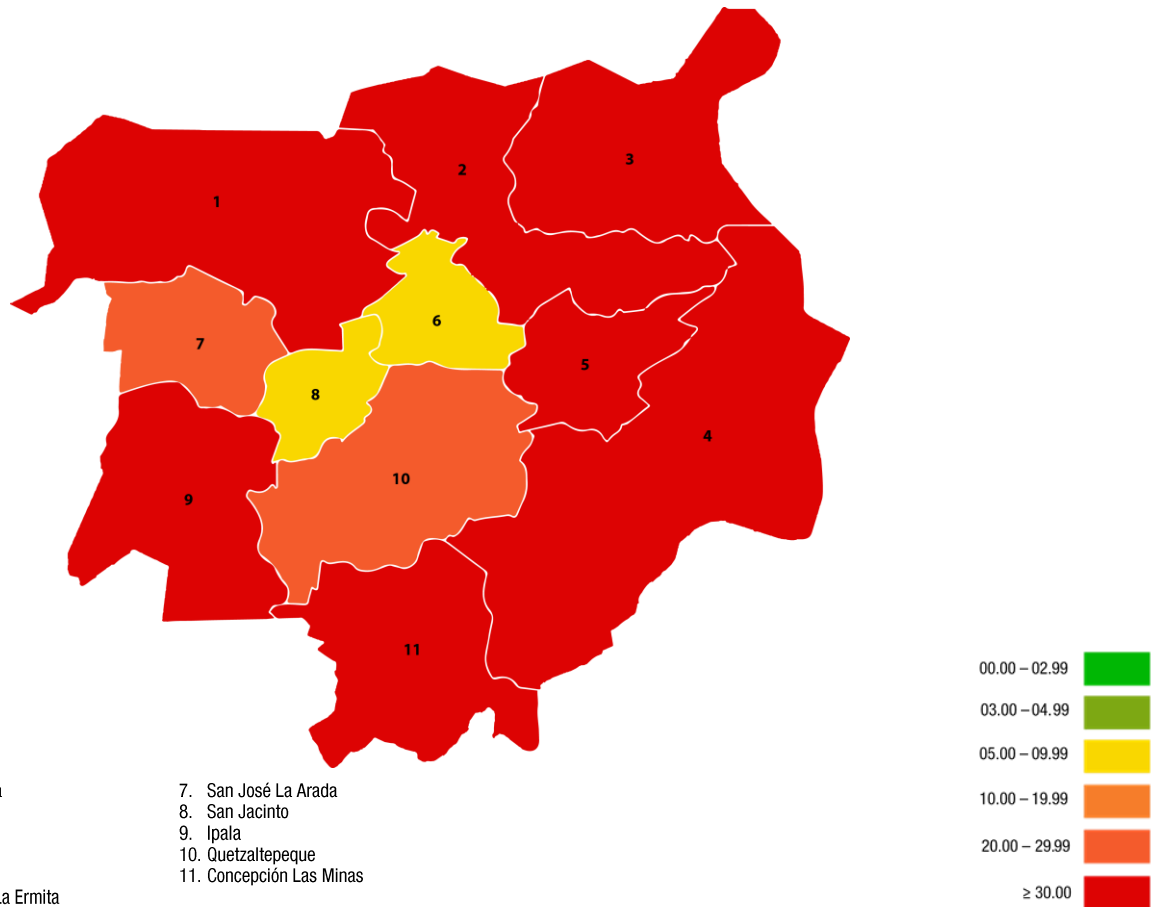 1
2
3
4
5
6
7
8
9
10
11
7. San José La Arada
8. San Jacinto
9. Ipala
10. Quetzaltepeque
11. Concepción Las Minas
La Ermita
00.00 – 02.99
03.00 – 04.99
05.00 – 09.99
10.00 – 19.99
20.00 – 29.99
≥ 30.00